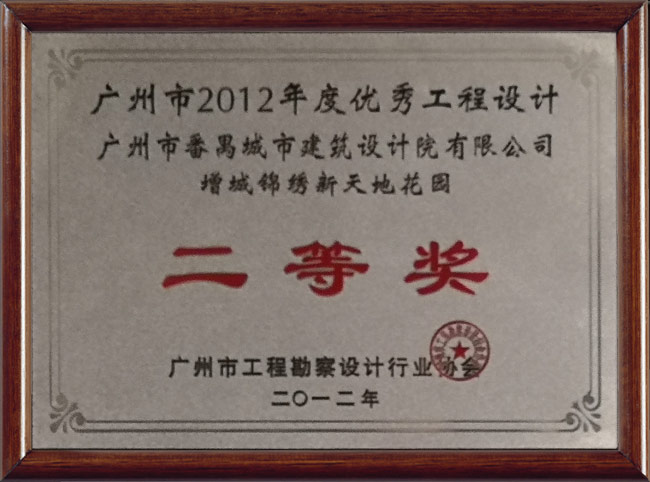 广州市2012年度优秀工程设计
广州市番禺城市建筑设计院有限公司
增城锦绣新天地花园
二等奖
广州市工程勘察设计行业协会
二〇一二年